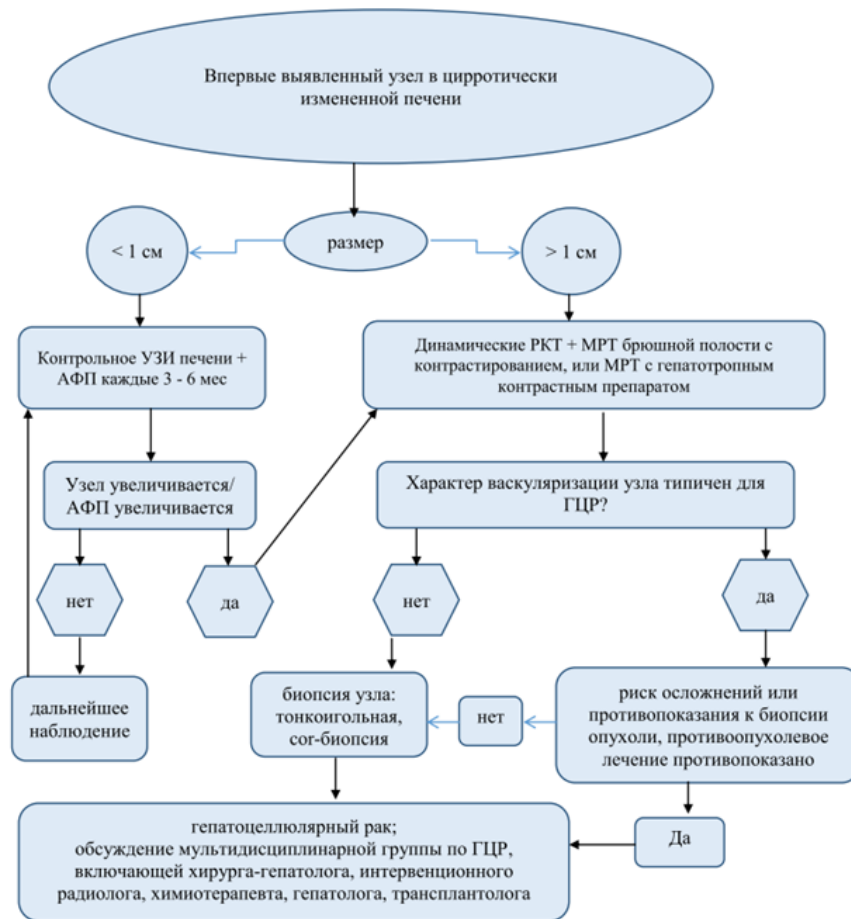 Впервые выявленный узел в цирротически
измененной печени
размер
< 1 см
> 1 см
Контрольное УЗИ печени +
АФП каждые 3 - 6 мес
Динамические РКТ + МРТ брюшной полости с
контрастированием, или МРТ с гепатотропным
контрастным препаратом
Узел увеличивается/
АФП увеличивается
Характер васкуляризации узла типичен для
ГЦР?
нет
да
нет
да
дальнейшее
наблюдение
биопсия узла:
тонкоигольная,
cor-биопсия
нет
риск осложнений или
противопоказания к биопсии
опухоли, противоопухолевое
лечение противопоказано
Да
гепатоцеллюлярный рак;
обсуждение мультидисциплинарной группы по ГЦР,
включающей хирурга-гепатолога, интервенционного
радиолога, химиотерапевта, гепатолога, трансплантолога